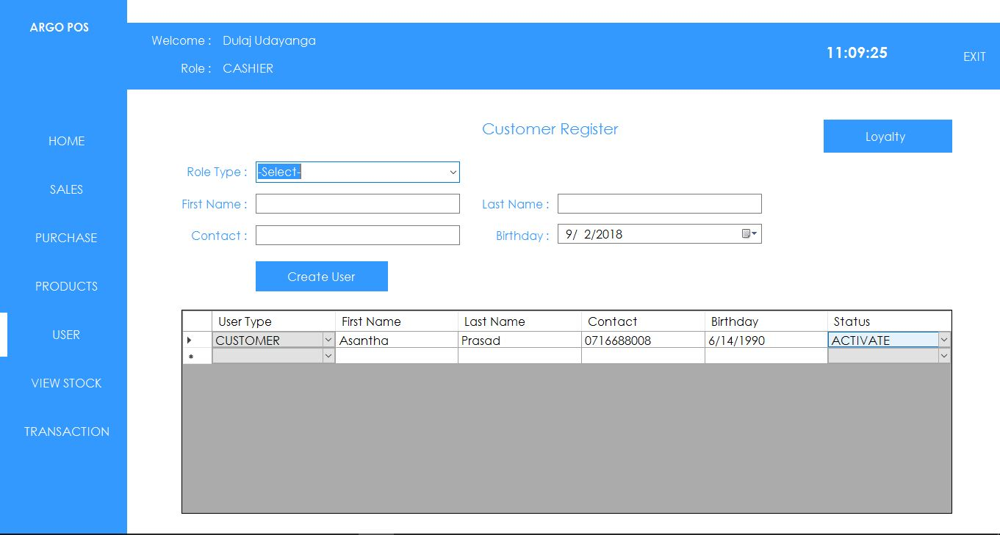 ARGO POS
Welcome : Dulaj Udayanga
Role : CASHIER
11:09:25
EXIT
HOME
SALES
PURCHASE
PRODUCTS
USER
VIEW STOCK
TRANSACTION
Customer Register
Loyalty
Role Type : -Select-
First Name :
Last Name :
Contact :
Birthday : 9/ 2/2018
Create User
User Type First Name Last Name Contact Birthday Status
CUSTOMER Asantha Prasad 0716688008 6/14/1990 ACTIVATE